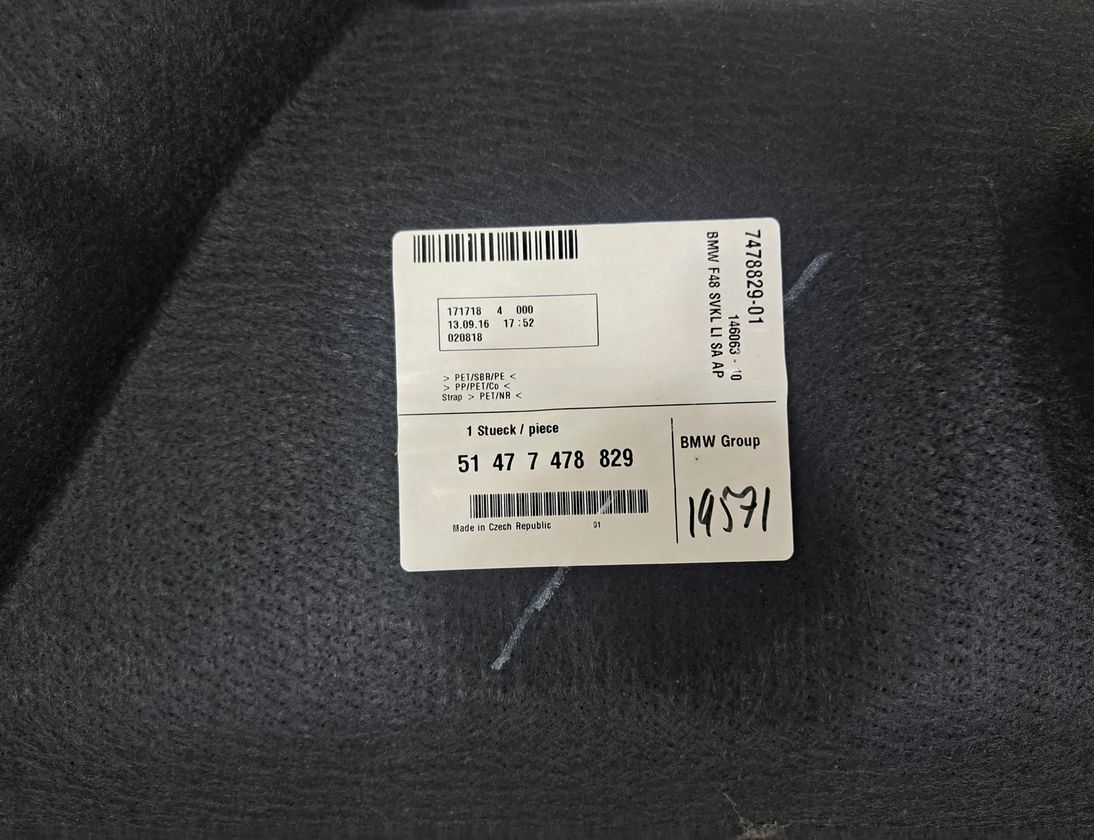 171718 4 000
13.09.16 17:52
020818
> PET/SBR/PE <
> PP/PET/Co <
Strap > PET/NR <
7478829-01
146063 - 10
BMW F48 SVKL LI SA AP
1 Stueck / piece
51 47 7 478 829
Made in Czech Republic 01
BMW Group
19571